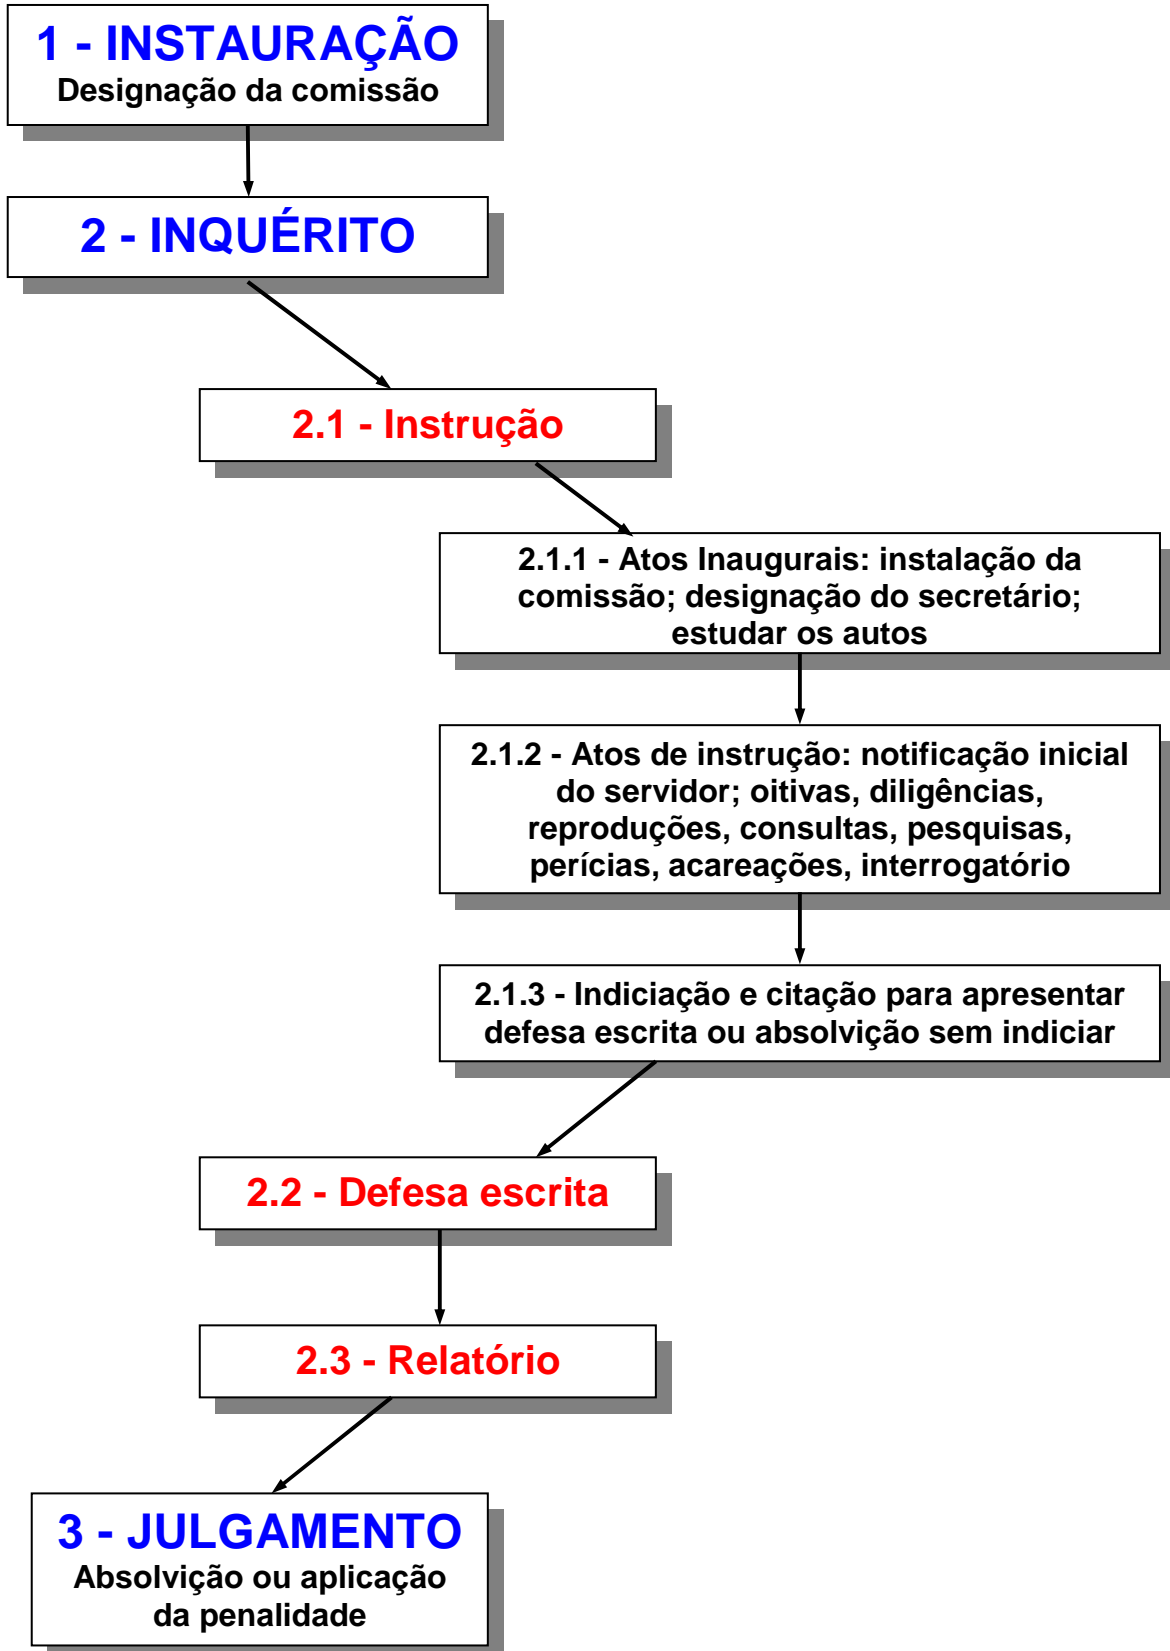 1 - INSTAURAÇÃO
Designação da comissão
2 - INQUÉRITO
2.1 - Instrução
2.1.1 - Atos Inaugurais: instalação da
comissão; designação do secretário;
estudar os autos
2.1.2 - Atos de instrução: notificação inicial
do servidor; oitivas, diligências,
reproduções, consultas, pesquisas,
perícias, acareações, interrogatório
2.1.3 - Indiciação e citação para apresentar
defesa escrita ou absolvição sem indiciar
2.2 - Defesa escrita
2.3 - Relatório
3 - JULGAMENTO
Absolvição ou aplicação
da penalidade